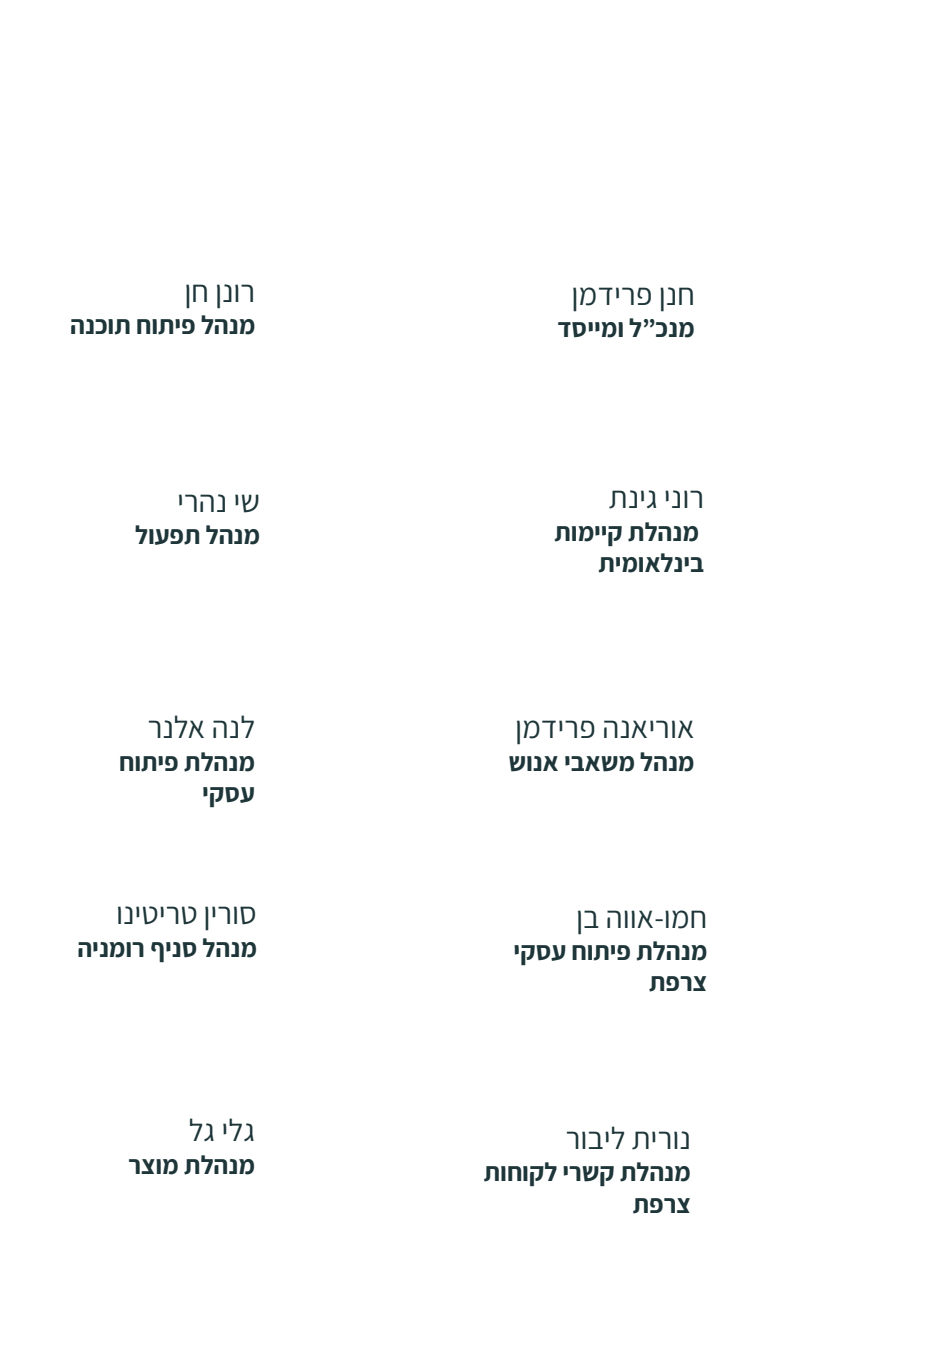 חנן פרידמן
מנכ”ל ומייסד
רונן חן
מנהל פיתוח תוכנה
רוני גינת
מנהלת קיימות
בינלאומית
שי נהרי
מנהל תפעול
אוריאנה פרידמן
מנהל משאבי אנוש
לנה אלנר
מנהלת פיתוח
עסקי
חמו-אווה בן
מנהלת פיתוח עסקי
צרפת
סורין טריטינו
מנהל סניף רומניה
נורית ליבור
מנהלת קשרי לקוחות
צרפת
גלי גל
מנהלת מוצר